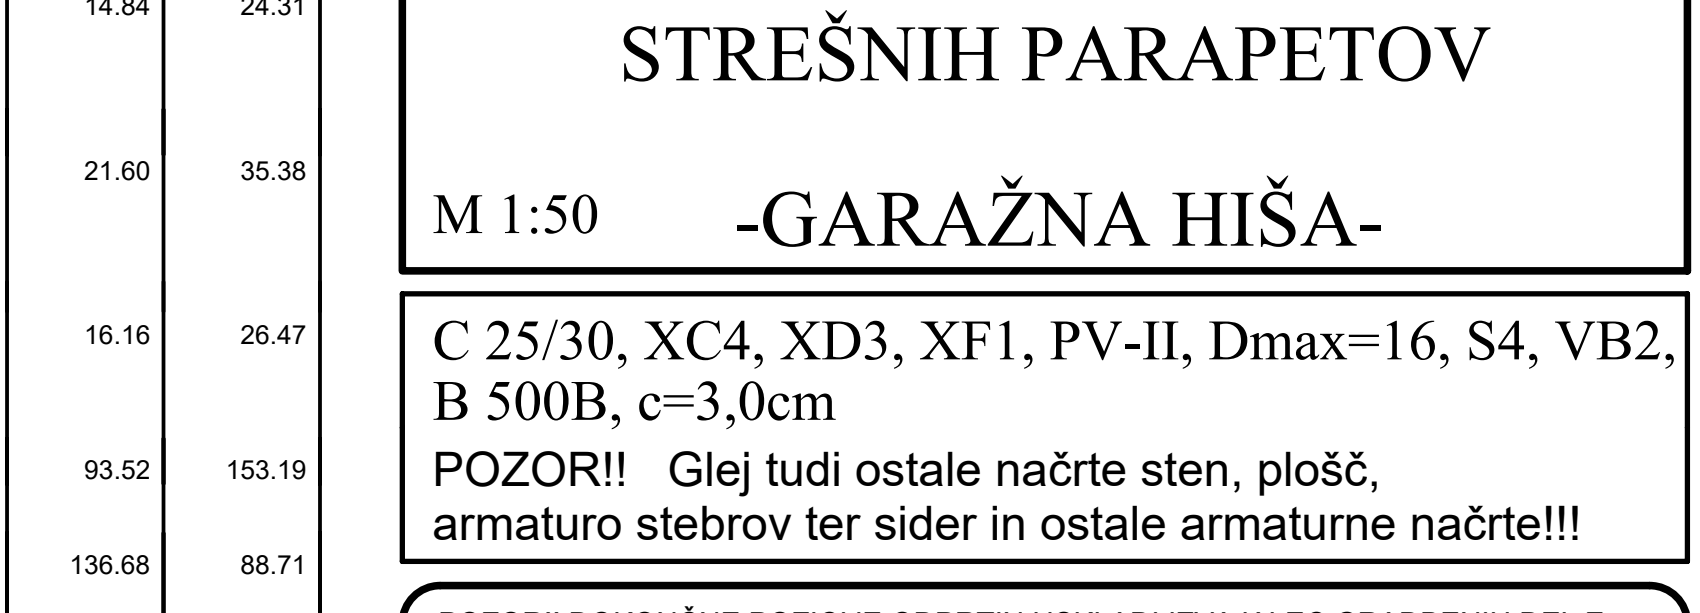 14.84 24.31
STREŠNIH PARAPETOV
21.60 35.38
M 1:50 -GARAŽNA HIŠA-
16.16 26.47
C 25/30, XC4, XD3, XF1, PV-II, Dmax=16, S4, VB2,
B 500B, c=3,0cm
93.52 153.19
POZOR!! Glej tudi ostale načrte sten, plošč,
armaturo stebrov ter sider in ostale armaturne načrte!!!
136.68 88.71